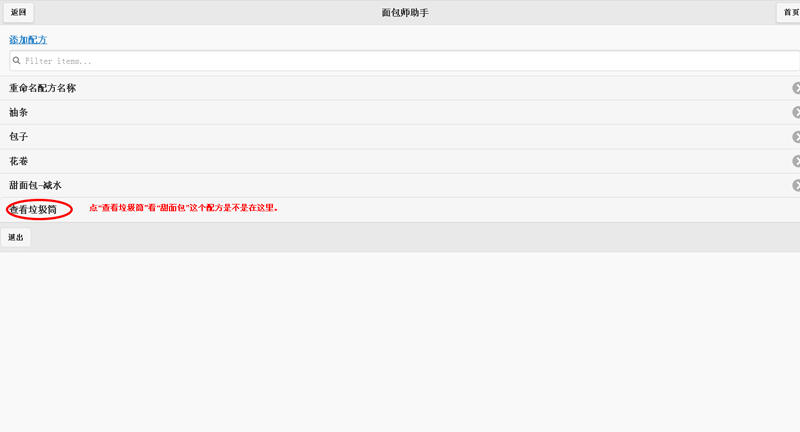 返回
面包师助手
首页
添加配方
Filter items...
重命名配方名称
油条
包子
花卷
甜面包-减水
查看垃圾筒
点“查看垃圾筒”看“甜面包”这个配方是不是在这里。
退出